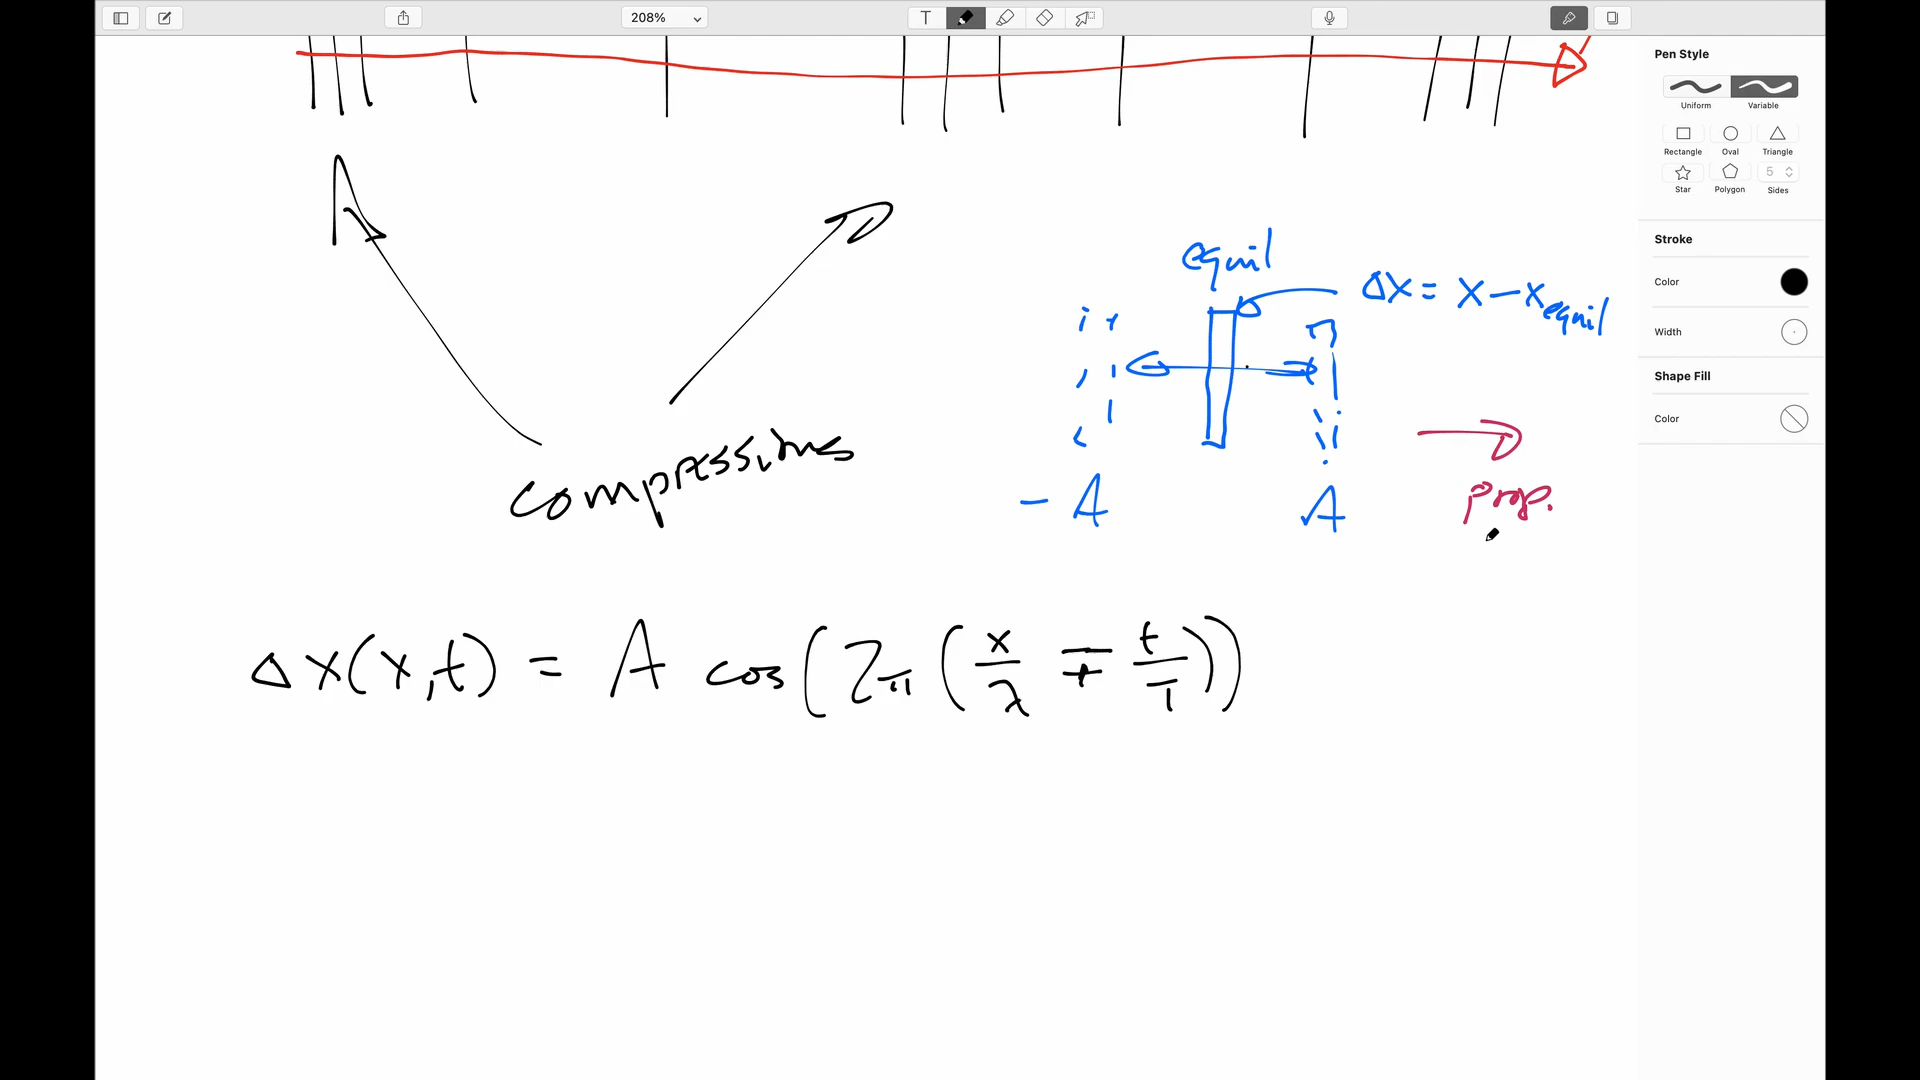 208%
T
Pen Style
Uniform Variable
Rectangle Oval Triangle
5
Star Polygon Sides
Stroke
Color
Width
Shape Fill
Color
equil
Δx = x − x equil
compressions
− A
A
prop.
Δx(x,t) = A cos(2π(x/λ ∓ t/T))